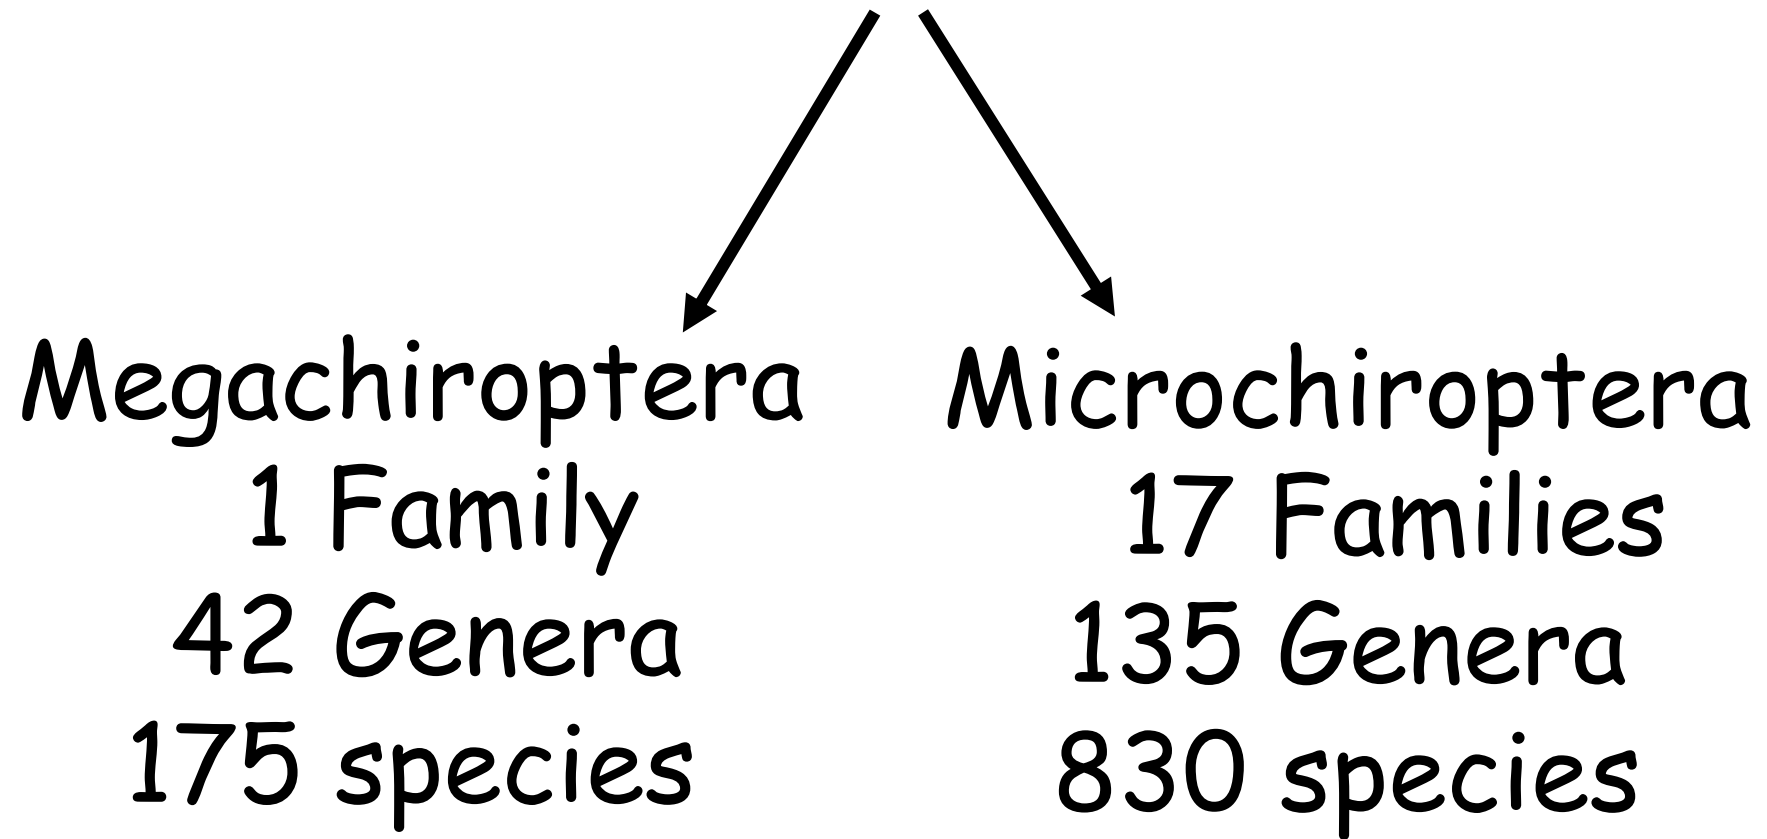 Megachiroptera
1 Family
42 Genera
175 species
Microchiroptera
17 Families
135 Genera
830 species